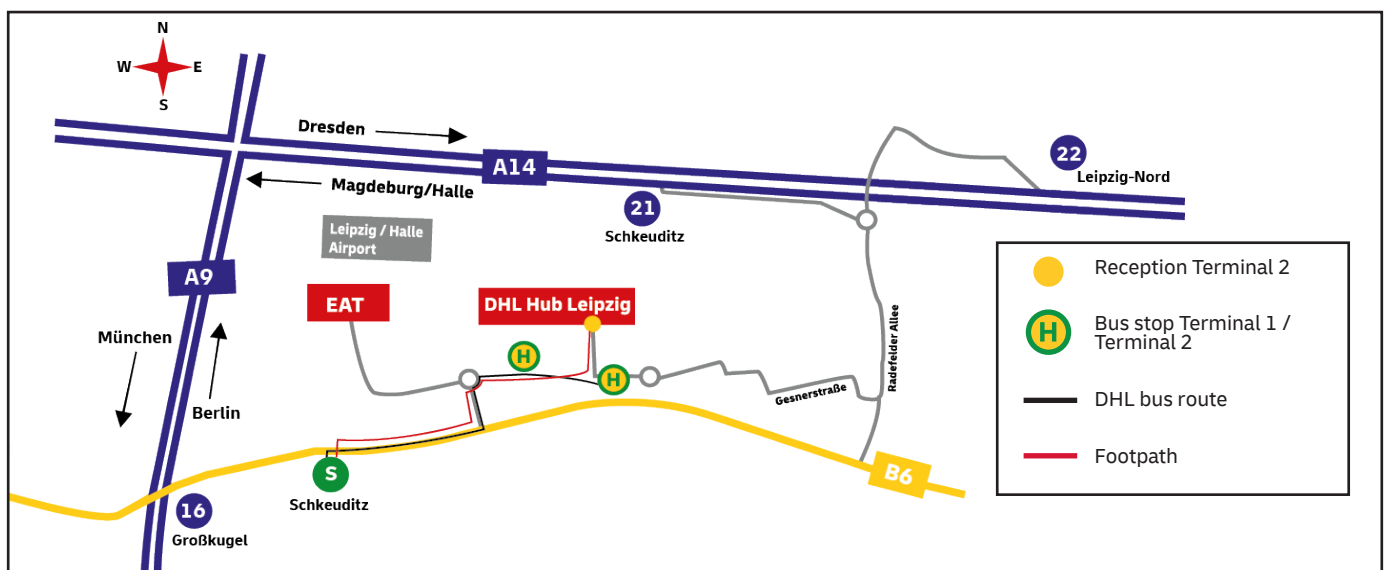 N
W E
S
Dresden
A14
Magdeburg/Halle
22
Leipzig-Nord
21
Schkeuditz
Leipzig / Halle
Airport
A9
EAT
DHL Hub Leipzig
München
Berlin
H
H
Radefelder Allee
Gesnerstraße
S
Schkeuditz
B6
16
Großkugel
Reception Terminal 2
H
Bus stop Terminal 1 /
Terminal 2
DHL bus route
Footpath